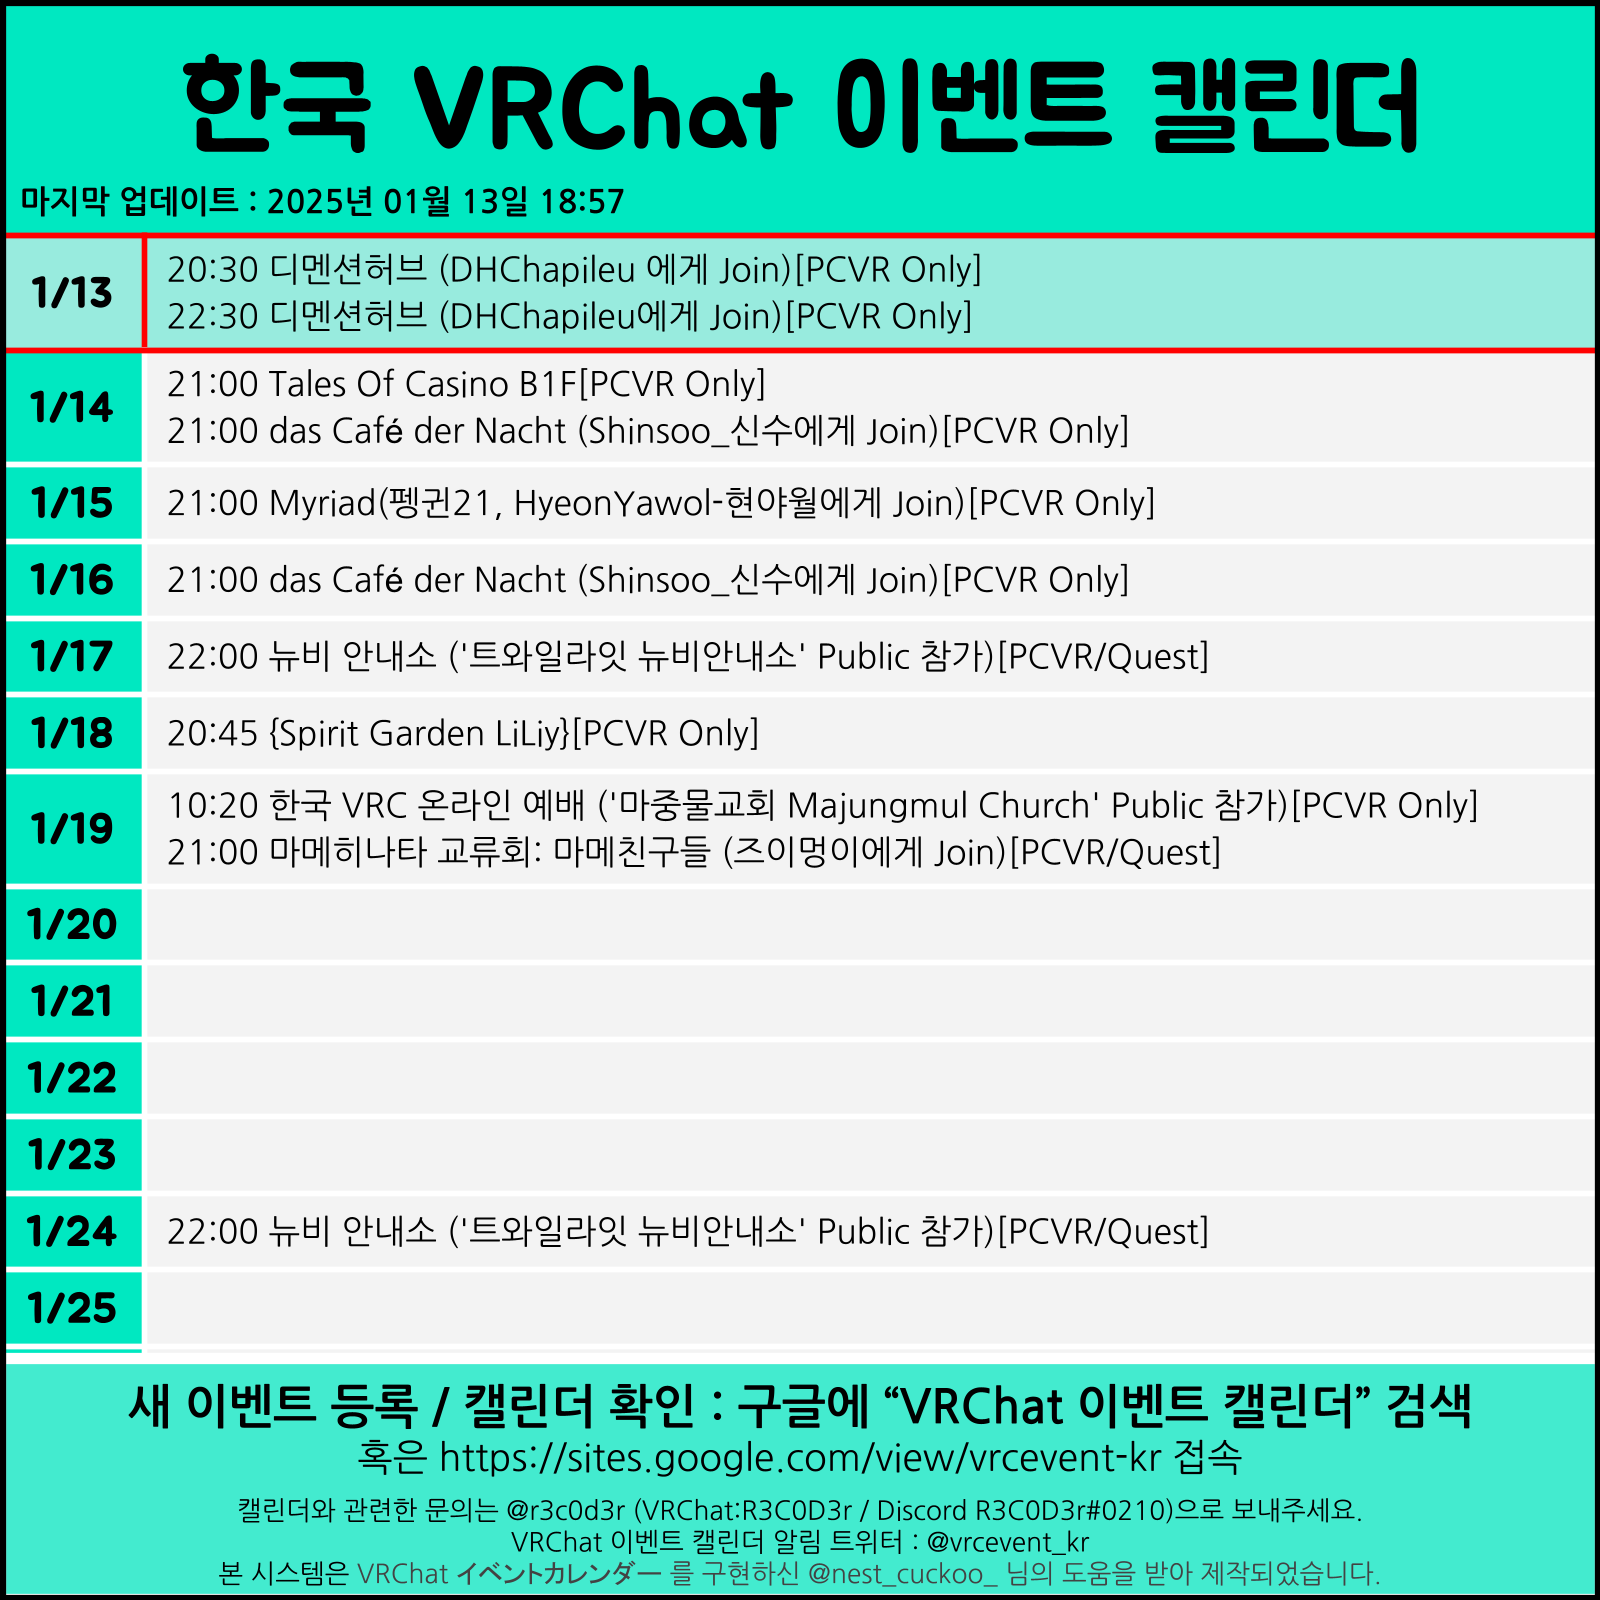 한국 VRChat 이벤트 캘린더
마지막 업데이트 : 2025년 01월 13일 18:57
1/13
20:30 디멘션허브 (DHChapileu 에게 Join)[PCVR Only]
22:30 디멘션허브 (DHChapileu에게 Join)[PCVR Only]
1/14
21:00 Tales Of Casino B1F[PCVR Only]
21:00 das Café der Nacht (Shinsoo_신수에게 Join)[PCVR Only]
1/15
21:00 Myriad(펭귄21, HyeonYawol-현야월에게 Join)[PCVR Only]
1/16
21:00 das Café der Nacht (Shinsoo_신수에게 Join)[PCVR Only]
1/17
22:00 뉴비 안내소 ('트와일라잇 뉴비안내소' Public 참가)[PCVR/Quest]
1/18
20:45 {Spirit Garden LiLiy}[PCVR Only]
1/19
10:20 한국 VRC 온라인 예배 ('마중물교회 Majungmul Church' Public 참가)[PCVR Only]
21:00 마메히나타 교류회: 마메친구들 (즈이멍이에게 Join)[PCVR/Quest]
1/20
1/21
1/22
1/23
1/24
22:00 뉴비 안내소 ('트와일라잇 뉴비안내소' Public 참가)[PCVR/Quest]
1/25
새 이벤트 등록 / 캘린더 확인 : 구글에 “VRChat 이벤트 캘린더” 검색
혹은 https://sites.google.com/view/vrcevent-kr 접속
캘린더와 관련한 문의는 @r3c0d3r (VRChat:R3C0D3r / Discord R3C0D3r#0210)으로 보내주세요.
VRChat 이벤트 캘린더 알림 트위터 : @vrcevent_kr
본 시스템은 VRChat イベントカレンダー 를 구현하신 @nest_cuckoo_ 님의 도움을 받아 제작되었습니다.